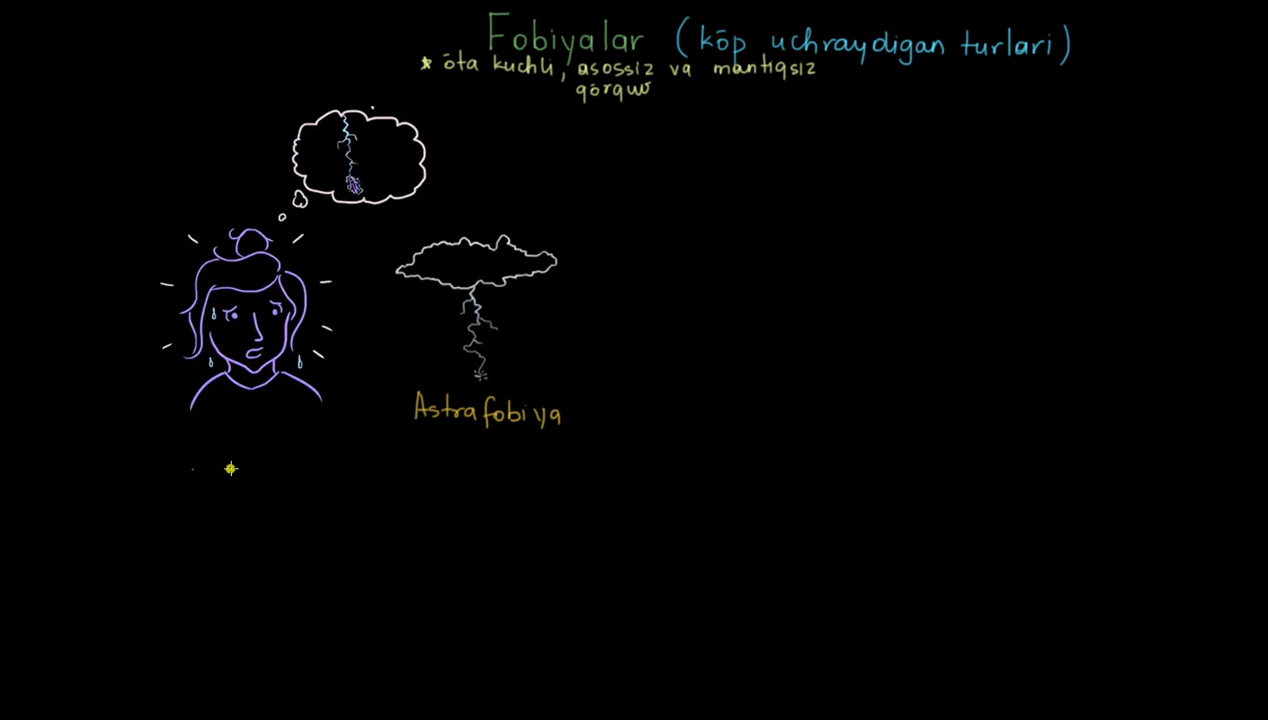 Fobiyalar (kōp uchraydigan turlari)
* ōta kuchli, asossiz va mantiqsiz
qōrquv
Astrafobiya